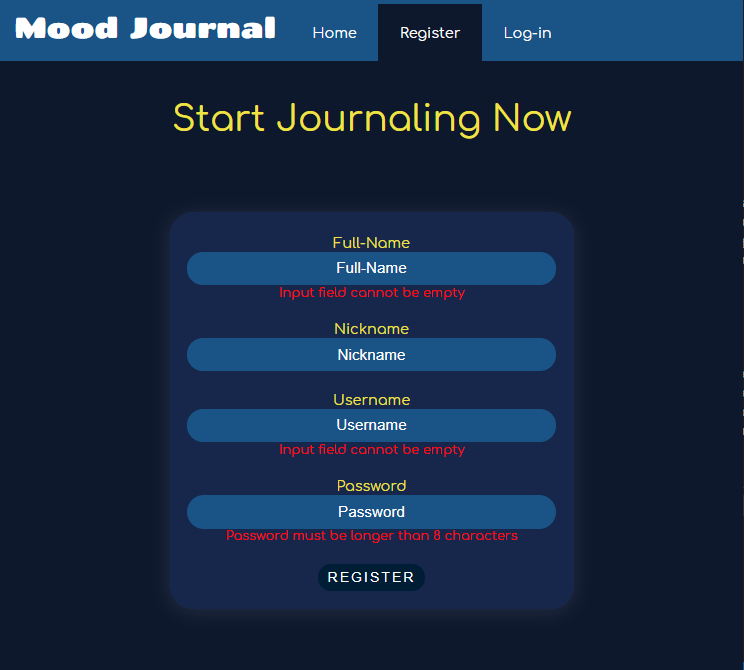 Mood Journal Home Register Log-in
Start Journaling Now
Full-Name
Full-Name
Input field cannot be empty
Nickname
Nickname
Username
Username
Input field cannot be empty
Password
Password
Password must be longer than 8 characters
REGISTER